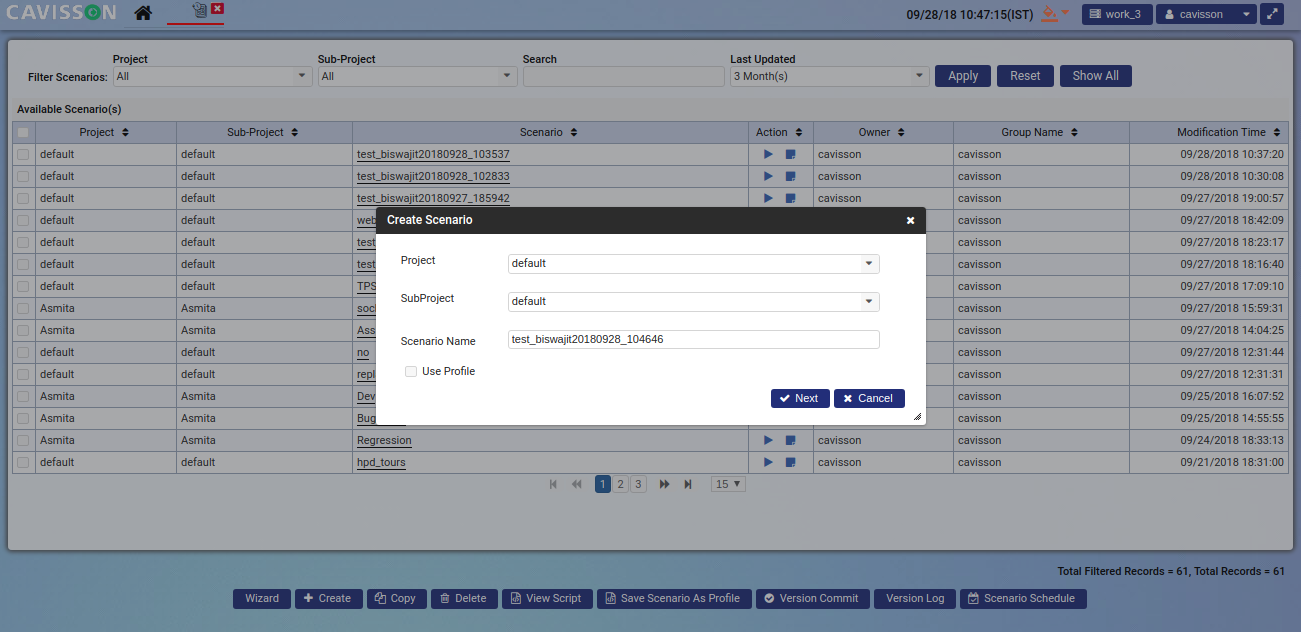 CAVISSON
09/28/18 10:47:15(IST) work_3 cavisson
Project Sub-Project Search Last Updated
Filter Scenarios: All All 3 Month(s) Apply Reset Show All
Available Scenario(s)
Project Sub-Project Scenario Action Owner Group Name Modification Time
default default test_biswajit20180928_103537 cavisson cavisson 09/28/2018 10:37:20
default default test_biswajit20180928_102833 cavisson cavisson 09/28/2018 10:30:08
default default test_biswajit20180927_185942 cavisson cavisson 09/27/2018 19:00:57
default default web cavisson 09/27/2018 18:42:09
default default test cavisson 09/27/2018 18:23:17
default default test cavisson 09/27/2018 18:16:40
default default TPS cavisson 09/27/2018 17:09:10
Asmita Asmita soc cavisson 09/27/2018 15:59:31
Asmita Asmita Ass cavisson 09/27/2018 14:04:25
default default no cavisson 09/27/2018 12:31:44
default default repl cavisson 09/27/2018 12:31:31
Asmita Asmita Dev cavisson 09/25/2018 16:07:52
Asmita Asmita Bug cavisson 09/25/2018 14:55:55
Asmita Asmita Regression cavisson cavisson 09/24/2018 18:33:13
default default hpd_tours cavisson cavisson 09/21/2018 18:31:00
Create Scenario
Project default
SubProject default
Scenario Name test_biswajit20180928_104646
Use Profile
Next Cancel
1 2 3 15
Total Filtered Records = 61, Total Records = 61
Wizard Create Copy Delete View Script Save Scenario As Profile Version Commit Version Log Scenario Schedule